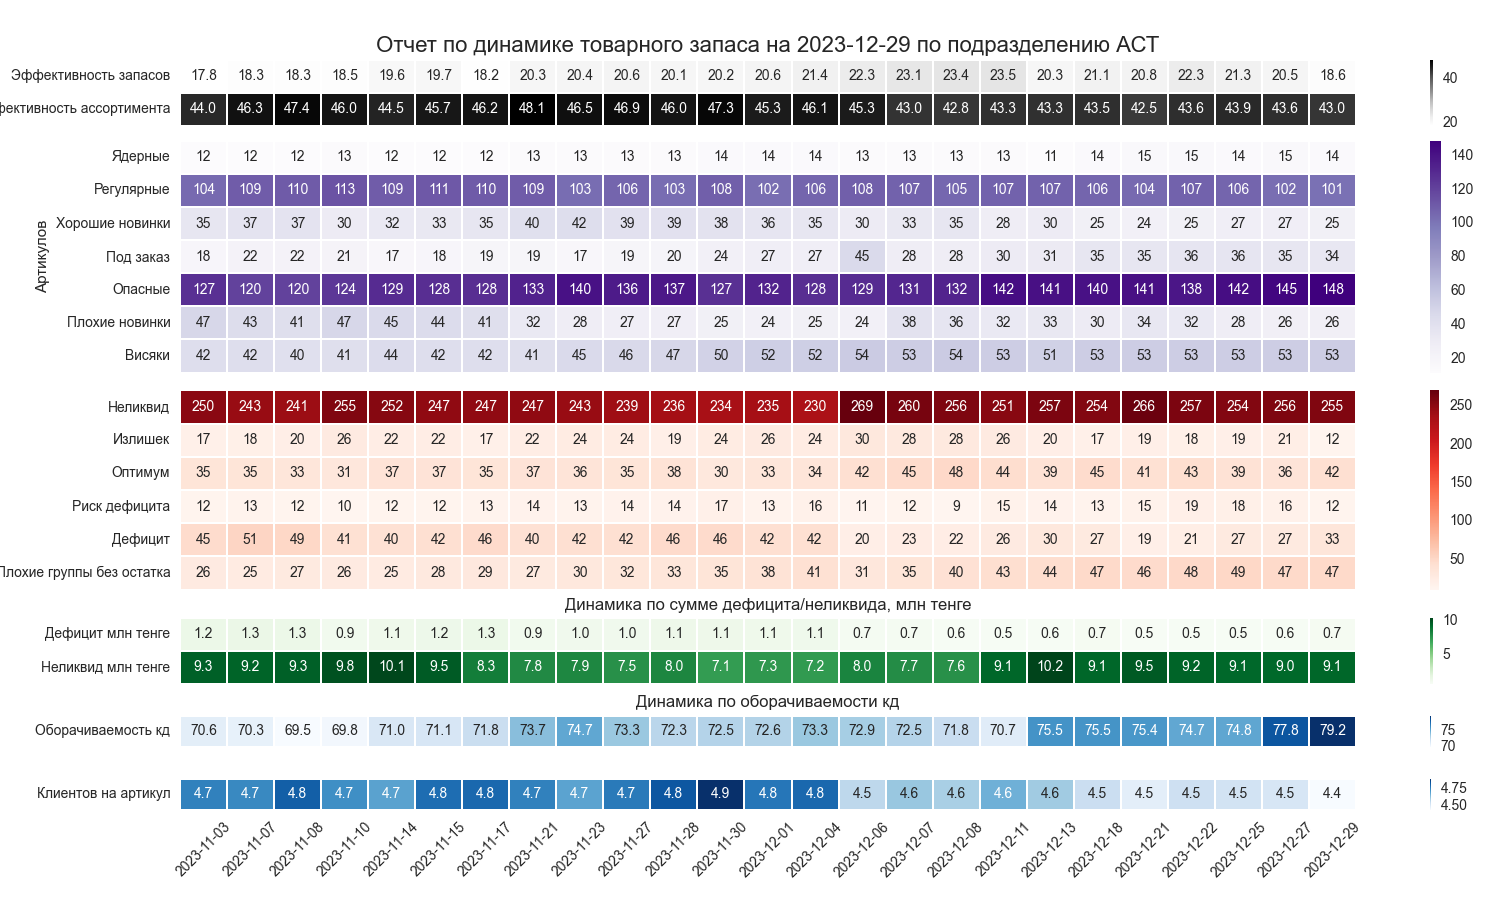 Отчет по динамике товарного запаса на 2023-12-29 по подразделению АСТ
Эффективность запасов 17.8 18.3 18.3 18.5 19.6 19.7 18.2 20.3 20.4 20.6 20.1 20.2 20.6 21.4 22.3 23.1 23.4 23.5 20.3 21.1 20.8 22.3 21.3 20.5 18.6
фективность ассортимента 44.0 46.3 47.4 46.0 44.5 45.7 46.2 48.1 46.5 46.9 46.0 47.3 45.3 46.1 45.3 43.0 42.8 43.3 43.3 43.5 42.5 43.6 43.9 43.6 43.0
40
20
Артикулов
Ядерные 12 12 12 13 12 12 12 13 13 13 13 14 14 14 13 13 13 13 11 14 15 15 14 15 14
Регулярные 104 109 110 113 109 111 110 109 103 106 103 108 102 106 108 107 105 107 107 106 104 107 106 102 101
Хорошие новинки 35 37 37 30 32 33 35 40 42 39 39 38 36 35 30 33 35 28 30 25 24 25 27 27 25
Под заказ 18 22 22 21 17 18 19 19 17 19 20 24 27 27 45 28 28 30 31 35 35 36 36 35 34
Опасные 127 120 120 124 129 128 128 133 140 136 137 127 132 128 129 131 132 142 141 140 141 138 142 145 148
Плохие новинки 47 43 41 47 45 44 41 32 28 27 27 25 24 25 24 38 36 32 33 30 34 32 28 26 26
Висяки 42 42 40 41 44 42 42 41 45 46 47 50 52 52 54 53 54 53 51 53 53 53 53 53 53
140
120
100
80
60
40
20
Неликвид 250 243 241 255 252 247 247 247 243 239 236 234 235 230 269 260 256 251 257 254 266 257 254 256 255
Излишек 17 18 20 26 22 22 17 22 24 24 19 24 26 24 30 28 28 26 20 17 19 18 19 21 12
Оптимум 35 35 33 31 37 37 35 37 36 35 38 30 33 34 42 45 48 44 39 45 41 43 39 36 42
Риск дефицита 12 13 12 10 12 12 13 14 13 14 14 17 13 16 11 12 9 15 14 13 15 19 18 16 12
Дефицит 45 51 49 41 40 42 46 40 42 42 46 46 42 42 20 23 22 26 30 27 19 21 27 27 33
Плохие группы без остатка 26 25 27 26 25 28 29 27 30 32 33 35 38 41 31 35 40 43 44 47 46 48 49 47 47
250
200
150
100
50
Динамика по сумме дефицита/неликвида, млн тенге
Дефицит млн тенге 1.2 1.3 1.3 0.9 1.1 1.2 1.3 0.9 1.0 1.0 1.1 1.1 1.1 1.1 0.7 0.7 0.6 0.5 0.6 0.7 0.5 0.5 0.5 0.6 0.7
Неликвид млн тенге 9.3 9.2 9.3 9.8 10.1 9.5 8.3 7.8 7.9 7.5 8.0 7.1 7.3 7.2 8.0 7.7 7.6 9.1 10.2 9.1 9.5 9.2 9.1 9.0 9.1
10
5
Динамика по оборачиваемости кд
Оборачиваемость кд 70.6 70.3 69.5 69.8 71.0 71.1 71.8 73.7 74.7 73.3 72.3 72.5 72.6 73.3 72.9 72.5 71.8 70.7 75.5 75.5 75.4 74.7 74.8 77.8 79.2
75
70
Клиентов на артикул 4.7 4.7 4.8 4.7 4.7 4.8 4.8 4.7 4.7 4.7 4.8 4.9 4.8 4.8 4.5 4.6 4.6 4.6 4.6 4.5 4.5 4.5 4.5 4.5 4.4
4.75
4.50
2023-11-03 2023-11-07 2023-11-08 2023-11-10 2023-11-14 2023-11-15 2023-11-17 2023-11-21 2023-11-23 2023-11-27 2023-11-28 2023-11-30 2023-12-01 2023-12-04 2023-12-06 2023-12-07 2023-12-08 2023-12-11 2023-12-13 2023-12-18 2023-12-21 2023-12-22 2023-12-25 2023-12-27 2023-12-29